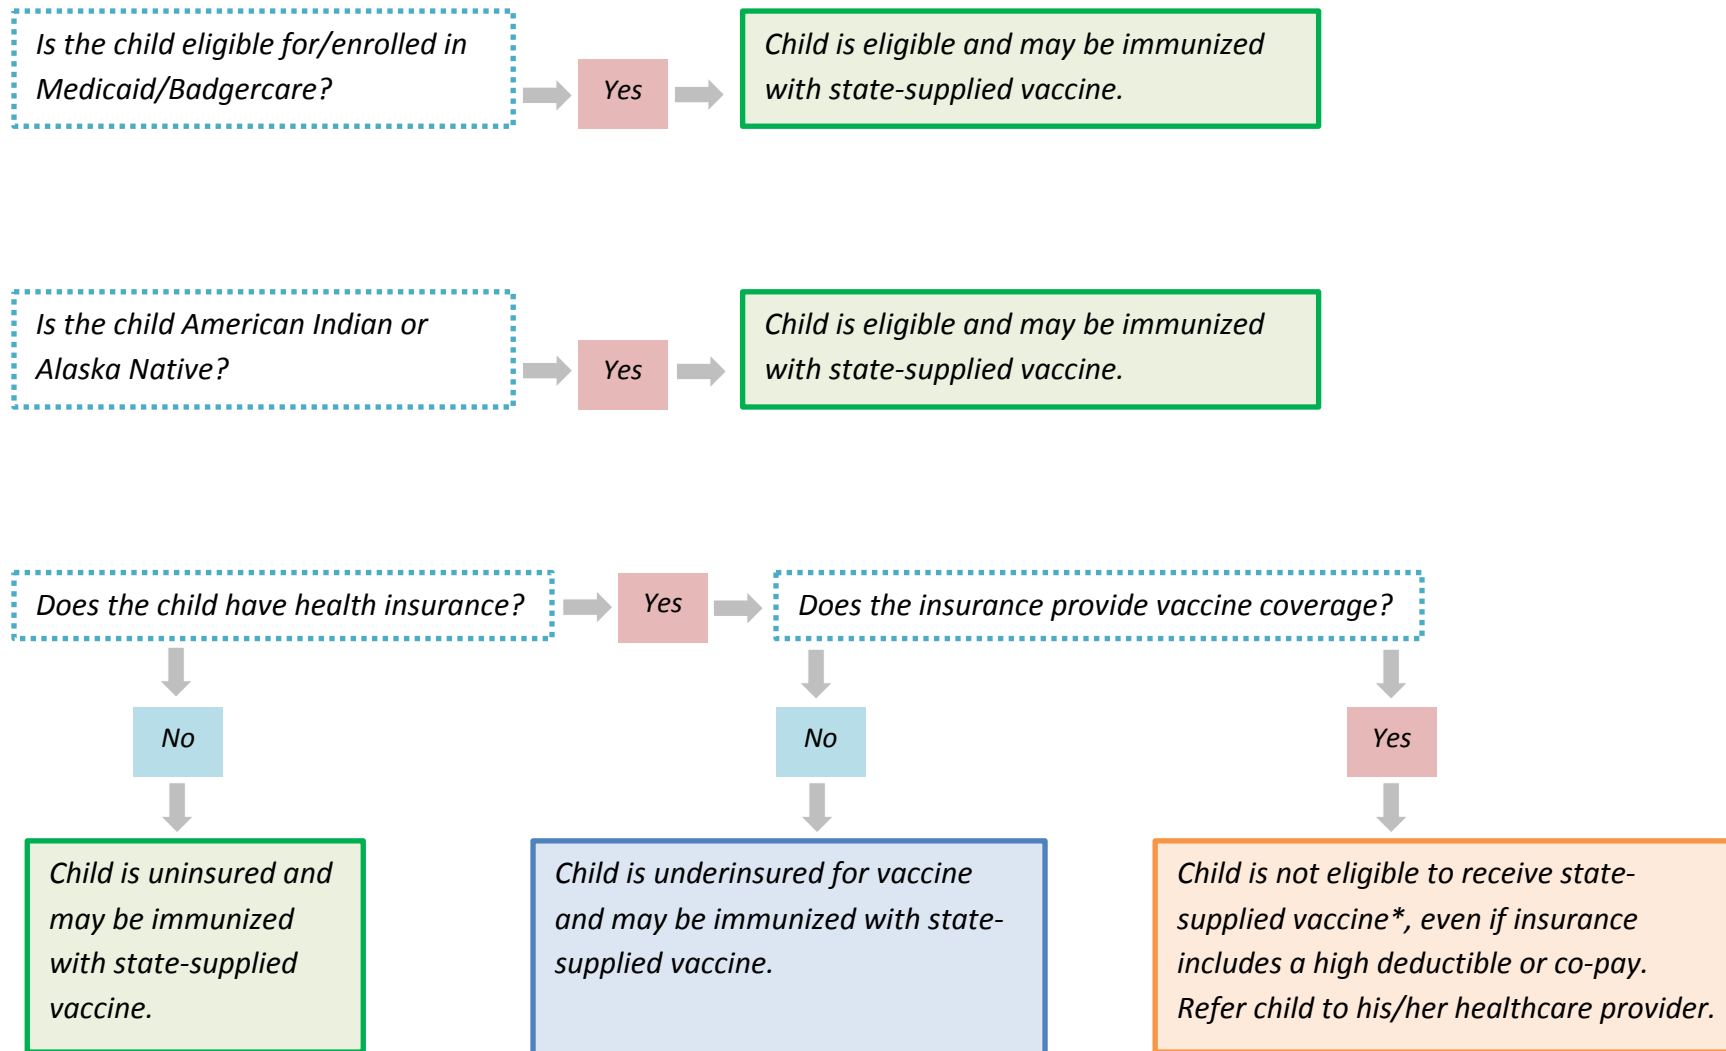 Is the child eligible for/enrolled in
Medicaid/Badgercare?
Yes
Child is eligible and may be immunized
with state-supplied vaccine.
Is the child American Indian or
Alaska Native?
Yes
Child is eligible and may be immunized
with state-supplied vaccine.
Does the child have health insurance?
Yes
Does the insurance provide vaccine coverage?
No
No
Yes
Child is uninsured and
may be immunized
with state-supplied
vaccine.
Child is underinsured for vaccine
and may be immunized with state-
supplied vaccine.
Child is not eligible to receive state-
supplied vaccine*, even if insurance
includes a high deductible or co-pay.
Refer child to his/her healthcare provider.